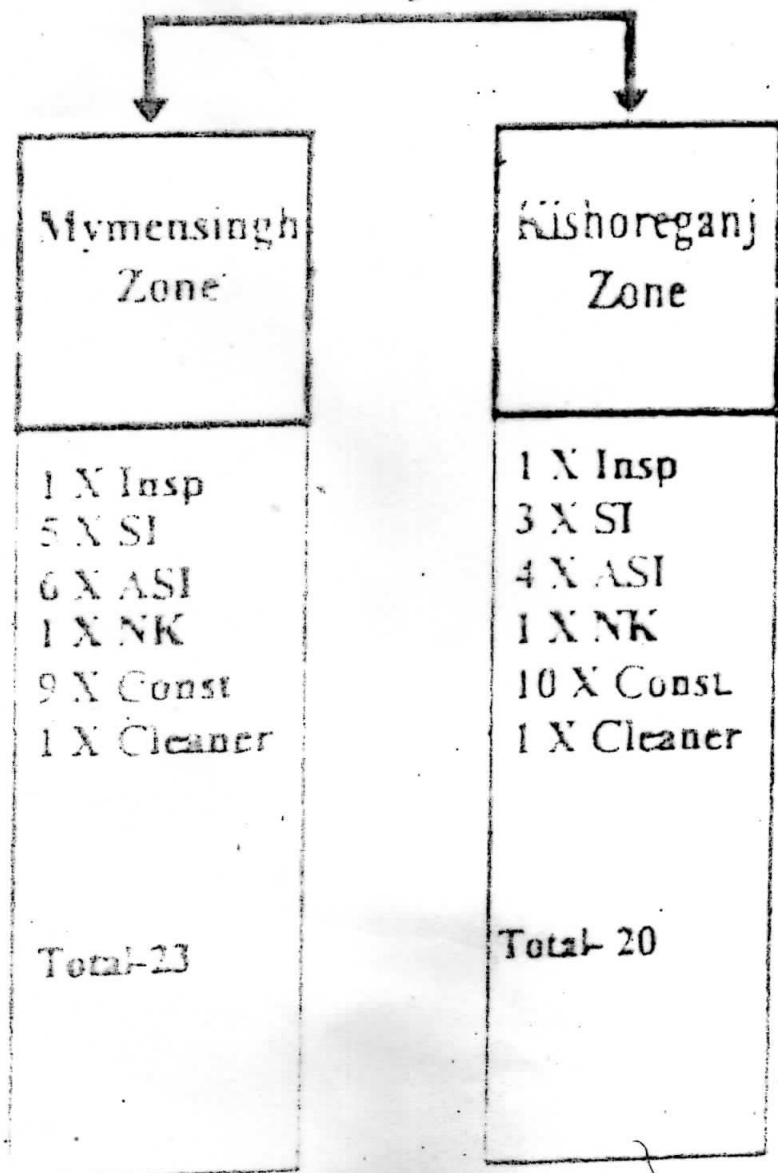 Mymensingh
Zone
1 X Insp
5 X SI
6 X ASI
1 X NK
9 X Const
1 X Cleaner
Total-23
Kishoreganj
Zone
1 X Insp
3 X SI
4 X ASI
1 X NK
10 X Const.
1 X Cleaner
Total- 20